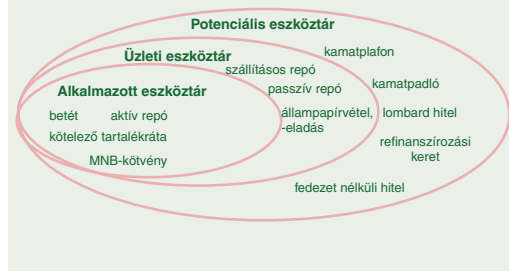 Potenciális eszköztár
kamatplafon
Üzleti eszköztár
szállításos repó
kamatpadló
passzív repó
Alkalmazott eszköztár
betét aktív repó
állampapírvétel,
-eladás
lombard hitel
kötelező tartalékráta
refinanszírozási
keret
MNB-kötvény
fedezet nélküli hitel